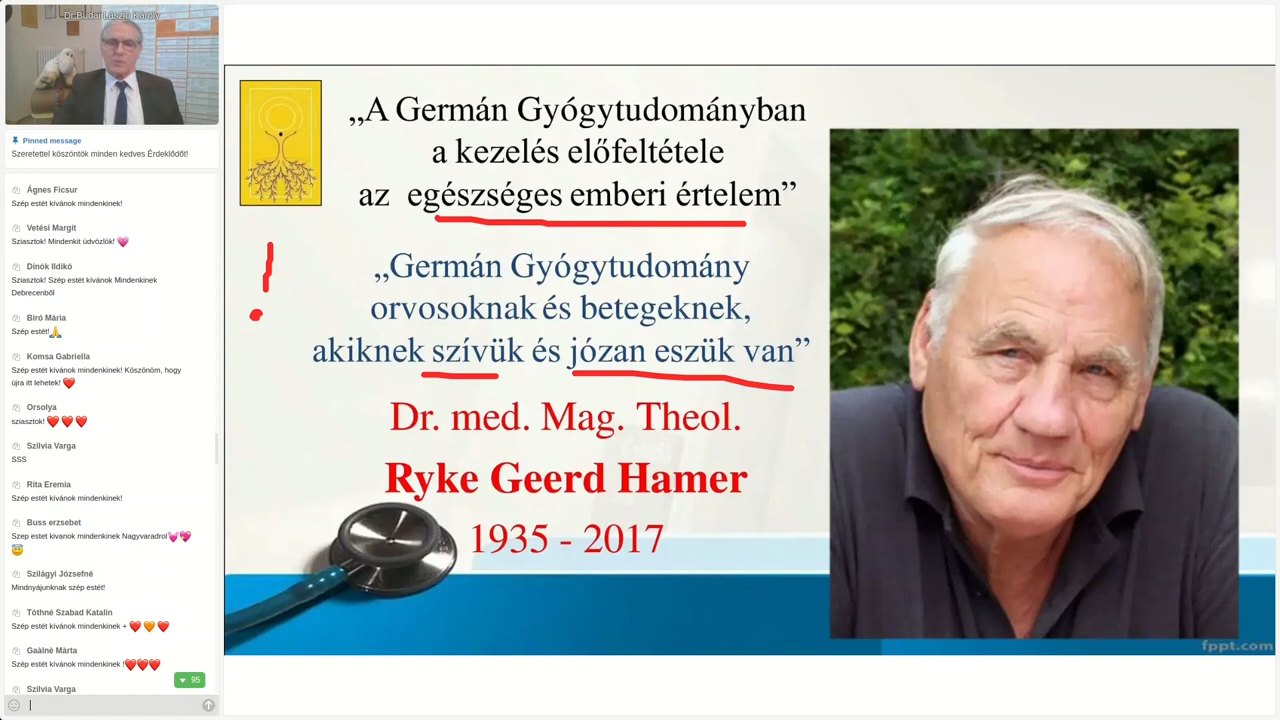 Dr Budai László Károly
Pinned message
Szeretettel köszöntök minden kedves Érdeklődőt!
Ágnes Ficsur
Szép estét kívánok mindenkinek!
Vetési Margit
Sziasztok! Mindenkit üdvözlök! 💗
Dinók Ildikó
Sziasztok! Szép estét kívánok Mindenkinek
Debrecenből
Biró Mária
Szép estét!🙏
Komsa Gabriella
Szép estét kívánok mindenkinek! Köszönöm, hogy
újra itt lehetek! ❤️
Orsolya
sziasztok! ❤️ ❤️ ❤️
Szilvia Varga
SSS
Rita Eremia
Szép estét kívánok mindenkinek!
Buss erzsebet
Szep estet kivanok mindenkinek Nagyvaradrol💓💖
😇
Szilágyi Józsefné
Mindnyájunknak szép estét!
Tóthné Szabad Katalin
Szép estét kívánok mindenkinek + ❤️ 🧡 ❤️
Gaàlnè Màrta
Szép estét kívánok mindenkinek !❤️❤️❤️
95
Szilvia Varga
„A Germán Gyógytudományban
a kezelés előfeltétele
az egészséges emberi értelem”
!
„Germán Gyógytudomány
orvosoknak és betegeknek,
akiknek szívük és józan eszük van”
Dr. med. Mag. Theol.
Ryke Geerd Hamer
1935 - 2017
fppt.com